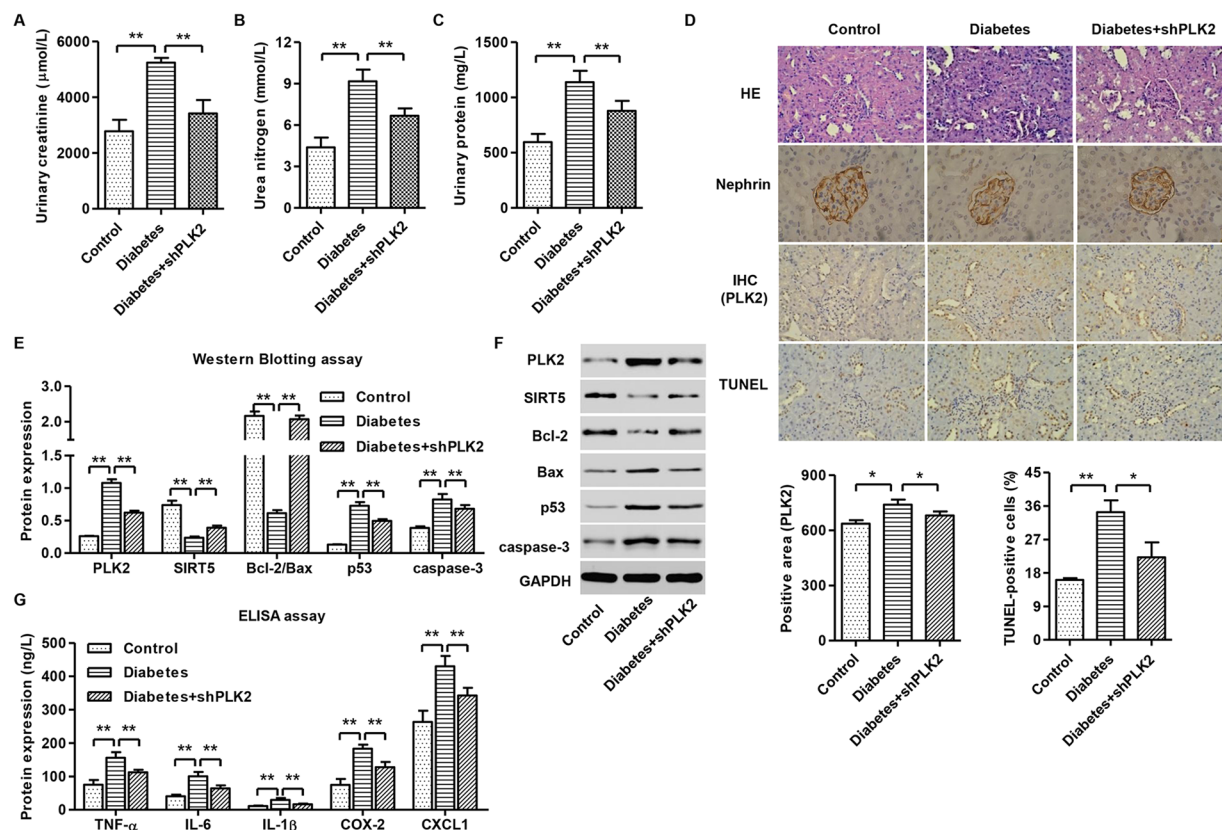 A
Urinary creatinine (μmol/L)
6000
4000
2000
0
** **
Control
Diabetes
Diabetes+shPLK2
B
Urea nitrogen (mmol/L)
12
9
6
3
0
** **
Control
Diabetes
Diabetes+shPLK2
C
Urinary protein (mg/L)
1500
1000
500
0
** **
Control
Diabetes
Diabetes+shPLK2
D
Control Diabetes Diabetes+shPLK2
HE
Nephrin
IHC
(PLK2)
TUNEL
Positive area (PLK2)
900
600
300
0
* *
Control
Diabetes
Diabetes+shPLK2
TUNEL-positive cells (%)
45
36
27
18
9
0
** *
Control
Diabetes
Diabetes+shPLK2
E
Western Blotting assay
Protein expression
2.0
1.5
1.0
0.5
0.0
Control
Diabetes
Diabetes+shPLK2
** ** ** ** ** ** ** ** ** **
PLK2 SIRT5 Bcl-2/Bax p53 caspase-3
F
PLK2
SIRT5
Bcl-2
Bax
p53
caspase-3
GAPDH
Control
Diabetes
Diabetes+shPLK2
G
ELISA assay
Protein expression (ng/L)
500
400
300
200
100
0
Control
Diabetes
Diabetes+shPLK2
** ** ** ** ** ** ** ** ** **
TNF-α IL-6 IL-1β COX-2 CXCL1